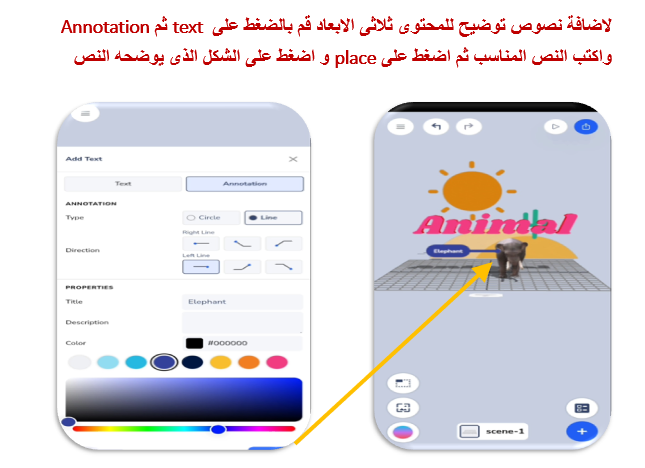 لاضافة نصوص توضيح للمحتوى ثلاثى الابعاد قم بالضغط على text ثم Annotation
واكتب النص المناسب ثم اضغط على place و اضغط على الشكل الذى يوضحه النص
Add Text
Text
Annotation
ANNOTATION
Type
Circle
Line
Right Line
Direction
Left Line
PROPERTIES
Title
Elephant
Description
Color
#000000
Animal
Elephant
scene-1